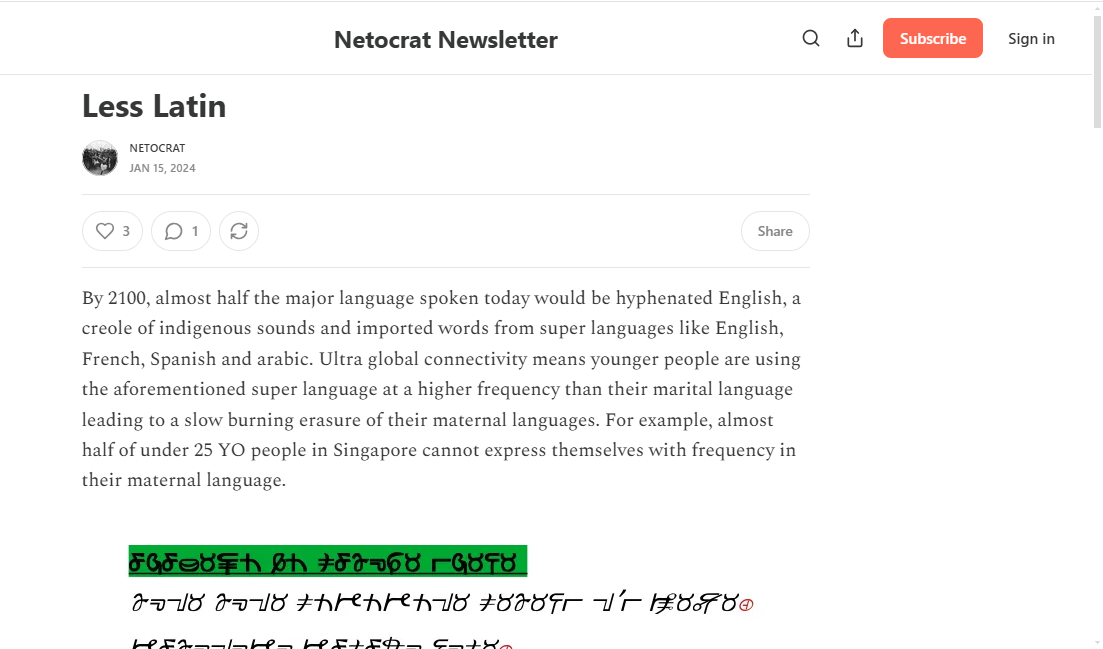 Netocrat Newsletter
Subscribe
Sign in
Less Latin
NETOCRAT
JAN 15, 2024
3
1
Share
By 2100, almost half the major language spoken today would be hyphenated English, a
creole of indigenous sounds and imported words from super languages like English,
French, Spanish and arabic. Ultra global connectivity means younger people are using
the aforementioned super language at a higher frequency than their marital language
leading to a slow burning erasure of their maternal languages. For example, almost
half of under 25 YO people in Singapore cannot express themselves with frequency in
their maternal language.